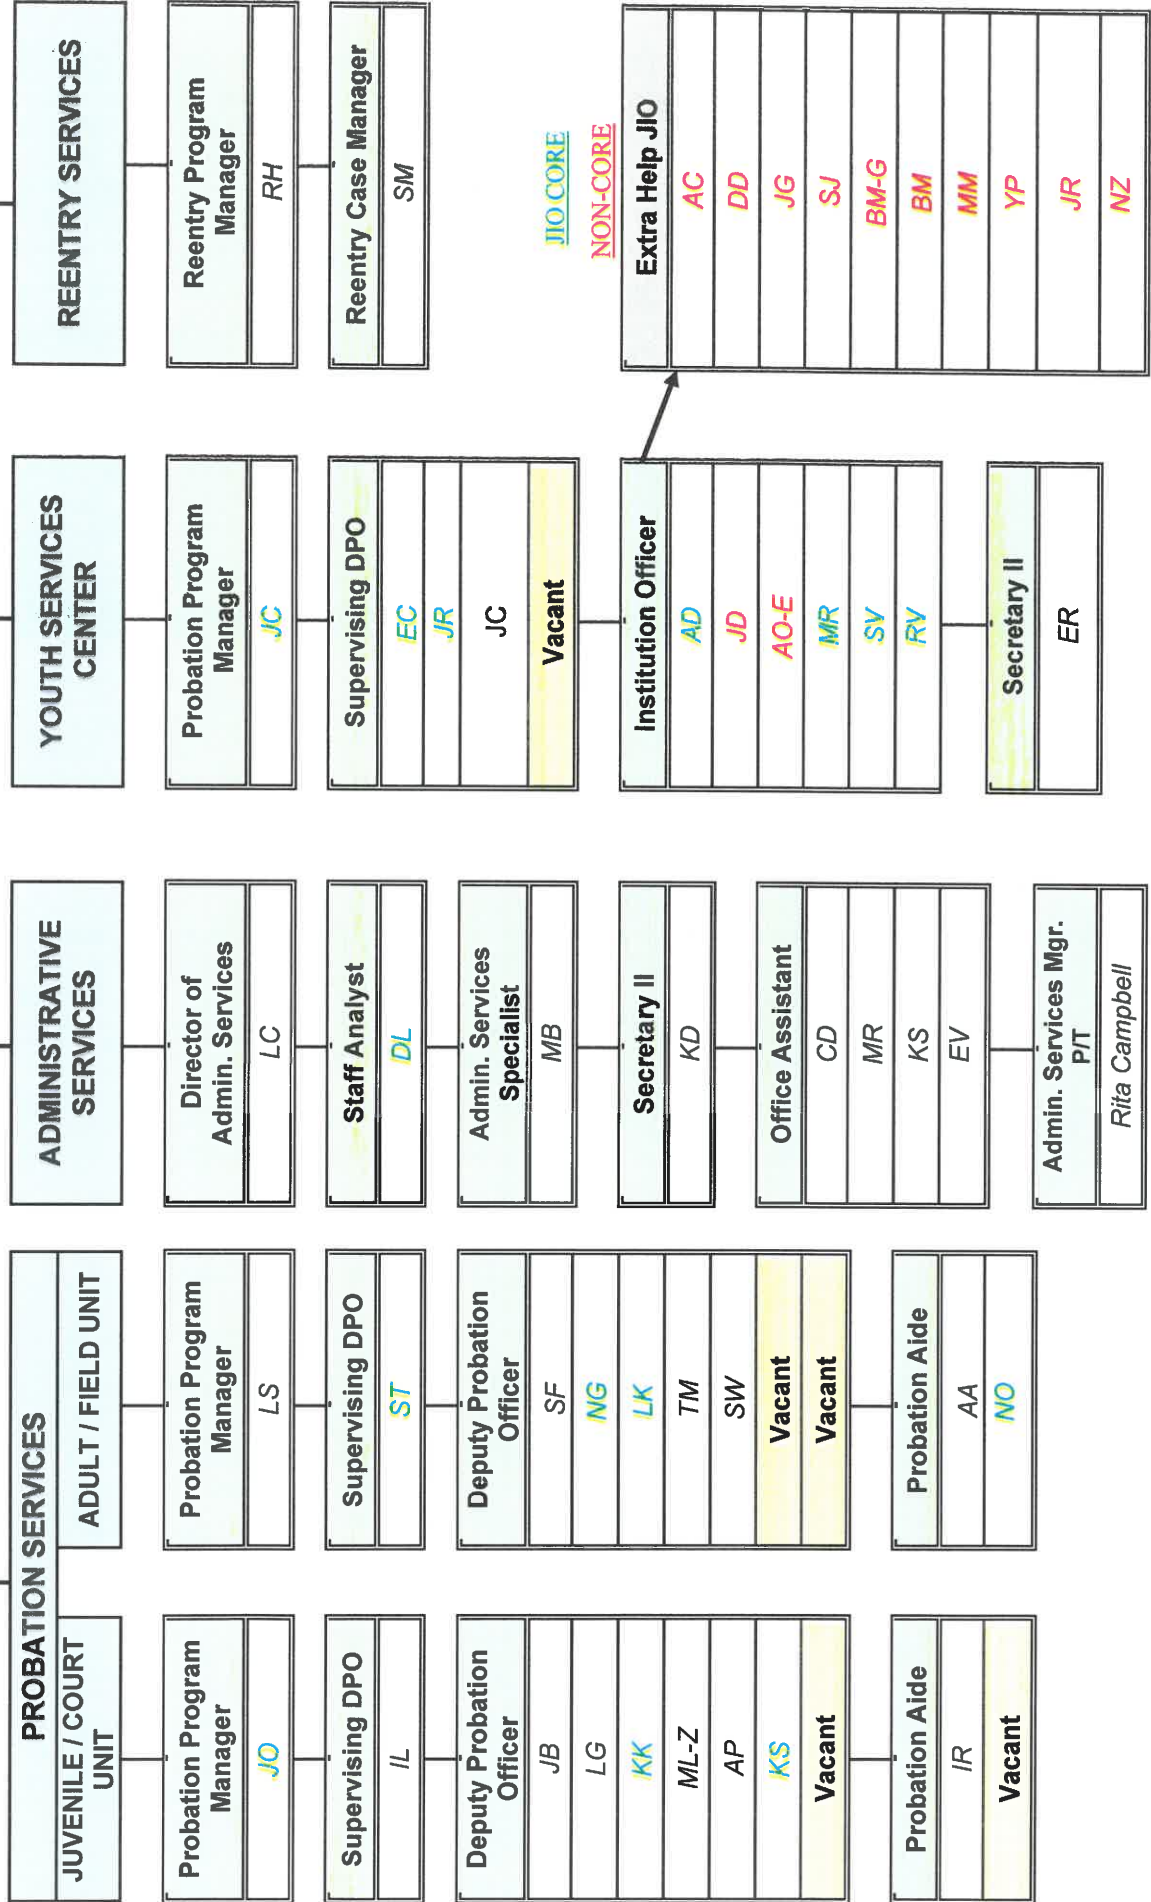 PROBATION SERVICES
JUVENILE / COURT
UNIT
Probation Program
Manager
JO
Supervising DPO
IL
Deputy Probation
Officer
JB
LG
KK
ML-Z
AP
KS
Vacant
Probation Aide
IR
Vacant
ADULT / FIELD UNIT
Probation Program
Manager
LS
Supervising DPO
ST
Deputy Probation
Officer
SF
NG
LK
TM
SW
Vacant
Vacant
Probation Aide
AA
NO
ADMINISTRATIVE
SERVICES
Director of
Admin. Services
LC
Staff Analyst
DL
Admin. Services
Specialist
MB
Secretary II
KD
Office Assistant
CD
MR
KS
EV
Admin. Services Mgr.
P/T
Rita Campbell
YOUTH SERVICES
CENTER
Probation Program
Manager
JC
Supervising DPO
EC
JR
JC
Vacant
Institution Officer
AD
JD
AO-E
MR
SV
RV
Secretary II
ER
REENTRY SERVICES
Reentry Program
Manager
RH
Reentry Case Manager
SM
JIO CORE
NON-CORE
Extra Help JIO
AC
DD
JG
SJ
BM-G
BM
MM
YP
JR
NZ